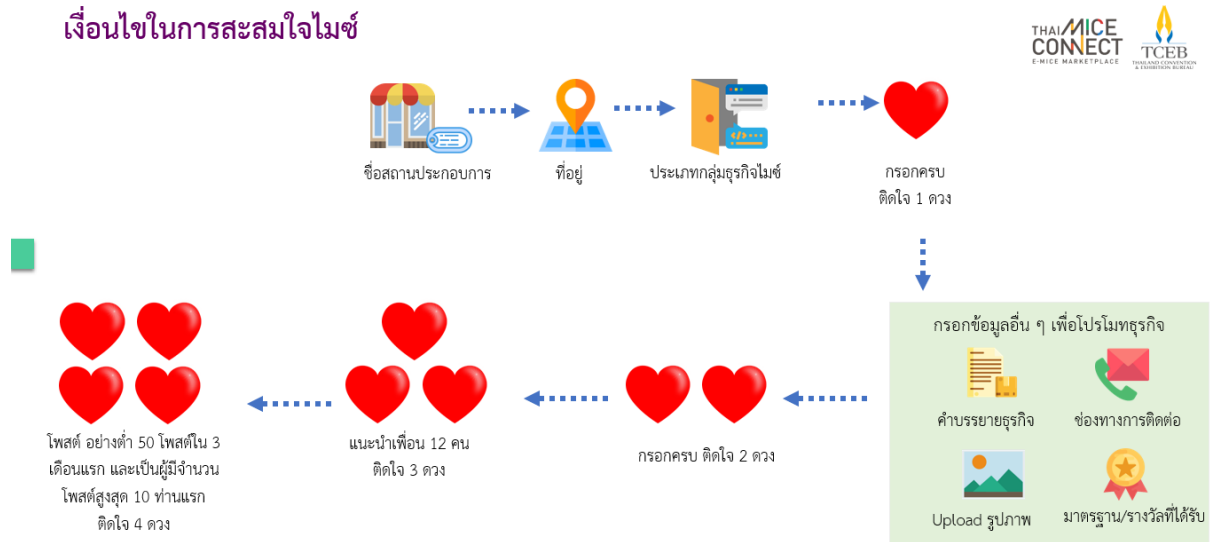 เงื่อนไขในการสะสมใจไมซ์
THAI MICE
CONNECT
E-MICE MARKETPLACE
TCEB
THAILAND CONVENTION
& EXHIBITION BUREAU
ชื่อสถานประกอบการ
ที่อยู่
ประเภทกลุ่มธุรกิจไมซ์
กรอกครบ
ติดใจ 1 ดวง
กรอกข้อมูลอื่น ๆ เพื่อโปรโมทธุรกิจ
คำบรรยายธุรกิจ
ช่องทางการติดต่อ
Upload รูปภาพ
มาตรฐาน/รางวัลที่ได้รับ
กรอกครบ ติดใจ 2 ดวง
แนะนำเพื่อน 12 คน
ติดใจ 3 ดวง
โพสต์ อย่างต่ำ 50 โพสต์ใน 3
เดือนแรก และเป็นผู้มีจำนวน
โพสต์สูงสุด 10 ท่านแรก
ติดใจ 4 ดวง